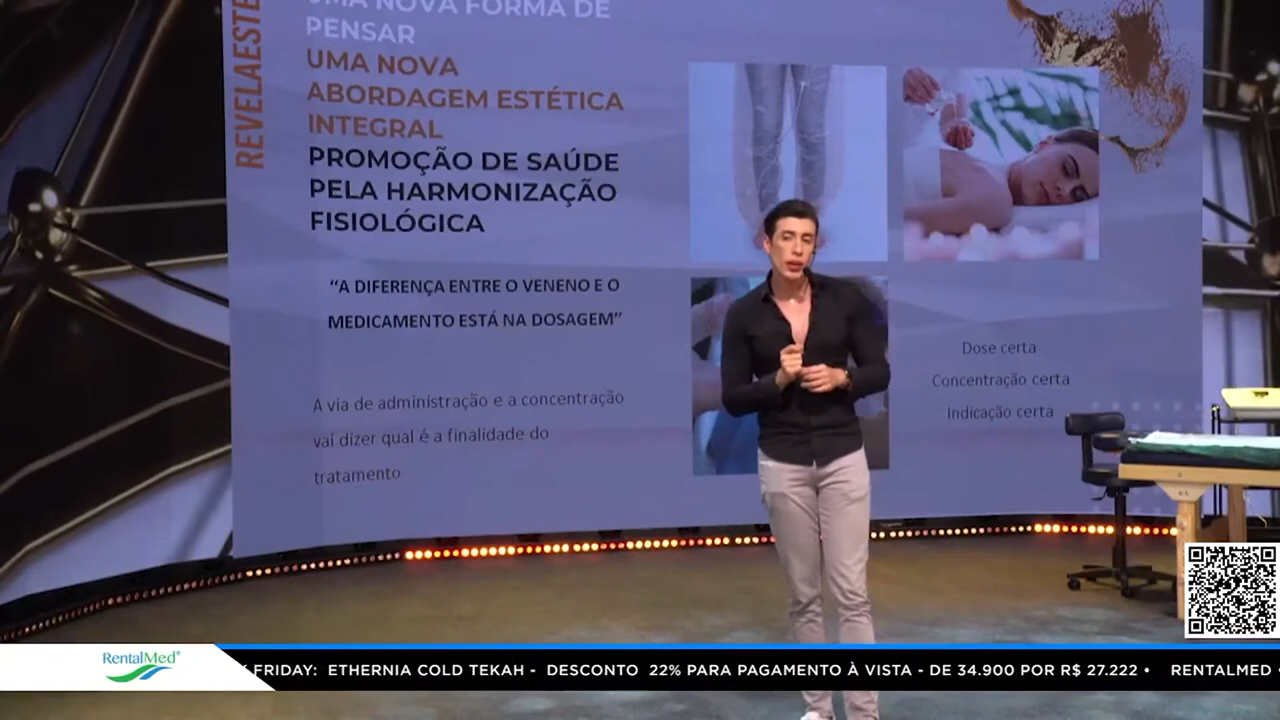 REVELAESTE
UMA NOVA FORMA DE
PENSAR
UMA NOVA
ABORDAGEM ESTÉTICA
INTEGRAL
PROMOÇÃO DE SAÚDE
PELA HARMONIZAÇÃO
FISIOLÓGICA
“A DIFERENÇA ENTRE O VENENO E O
MEDICAMENTO ESTÁ NA DOSAGEM”
A via de administração e a concentração
vai dizer qual é a finalidade do
tratamento
Dose certa
Concentração certa
Indicação certa
RentalMed®
FRIDAY: ETHERNIA COLD TEKAH - DESCONTO 22% PARA PAGAMENTO À VISTA - DE 34.900 POR R$ 27.222 • RENTALMED